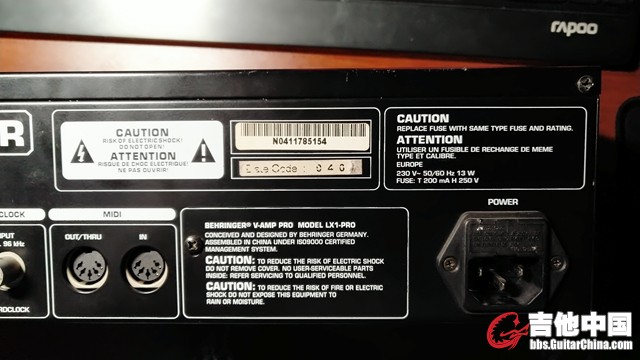 rapoo
R
CAUTION
RISK OF ELECTRIC SHOCK!
DO NOT OPEN!
ATTENTION
RISQUE DE CHOC ELECTRIQUE!
NE PAS OUVRIR!
N0411785154
Date Code :
CAUTION
REPLACE FUSE WITH SAME TYPE FUSE AND RATING.
ATTENTION
UTILISER UN FUSIBLE DE RECHANGE DE MEME
TYPE ET CALIBRE.
EUROPE
230 V~ 50/60 Hz 13 W
FUSE: T 200 mA H 250 V
CLOCK
96 kHz
RDCLOCK
MIDI
OUT/THRU
IN
BEHRINGER® V-AMP PRO MODEL LX1-PRO
CONCEIVED AND DESIGNED BY BEHRINGER GERMANY.
ASSEMBLED IN CHINA UNDER ISO9000 CERTIFIED
MANAGEMENT SYSTEM.
CAUTION: TO REDUCE THE RISK OF ELECTRIC SHOCK
DO NOT REMOVE COVER. NO USER-SERVICEABLE PARTS
INSIDE: REFER SERVICING TO QUALIFIED PERSONNEL.
CAUTION: TO REDUCE THE RISK OF FIRE OR ELECTRIC
SHOCK DO NOT EXPOSE THIS EQUIPMENT TO
RAIN OR MOISTURE.
POWER
吉他中国
bbs.GuitarChina.com